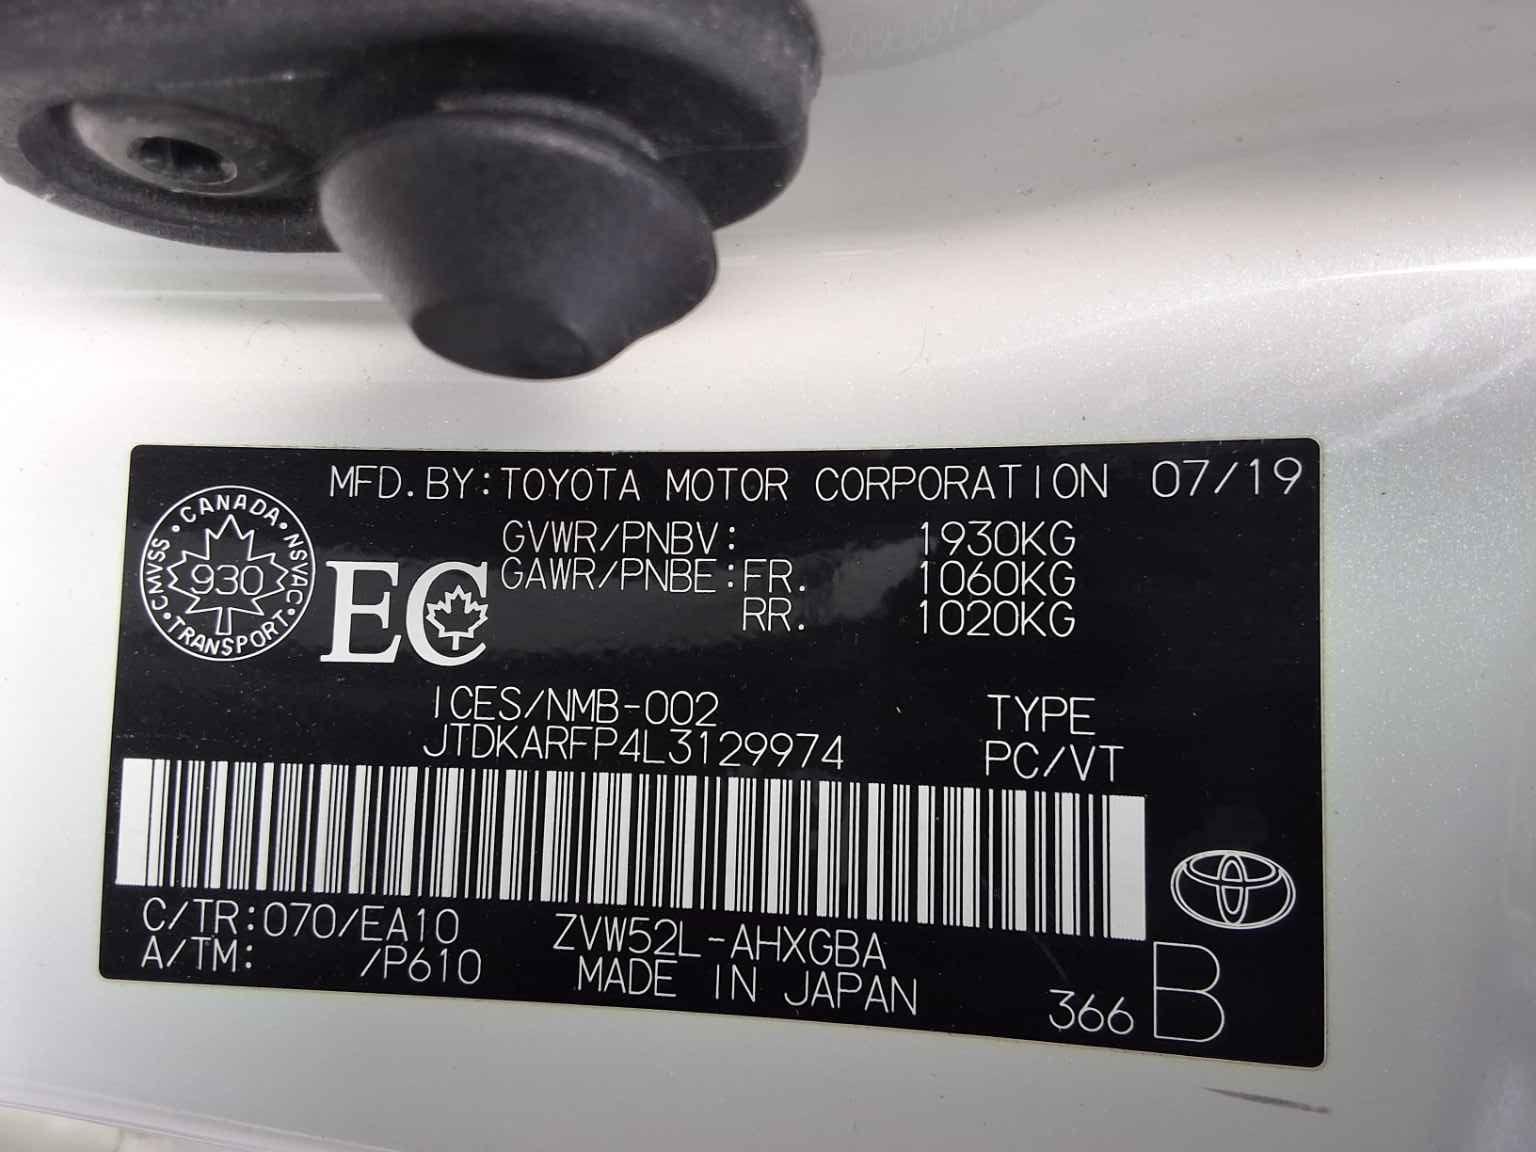 MFD.BY:TOYOTA MOTOR CORPORATION 07/19
CANADA
CMVSS 930 NSVAC
TRANSPORT
EC
GVWR/PNBV: 1930KG
GAWR/PNBE:FR. 1060KG
RR. 1020KG
ICES/NMB-002 TYPE
JTDKARFP4L3129974 PC/VT
C/TR:070/EA10 ZVW52L-AHXGBA
A/TM: /P610 MADE IN JAPAN
366 B